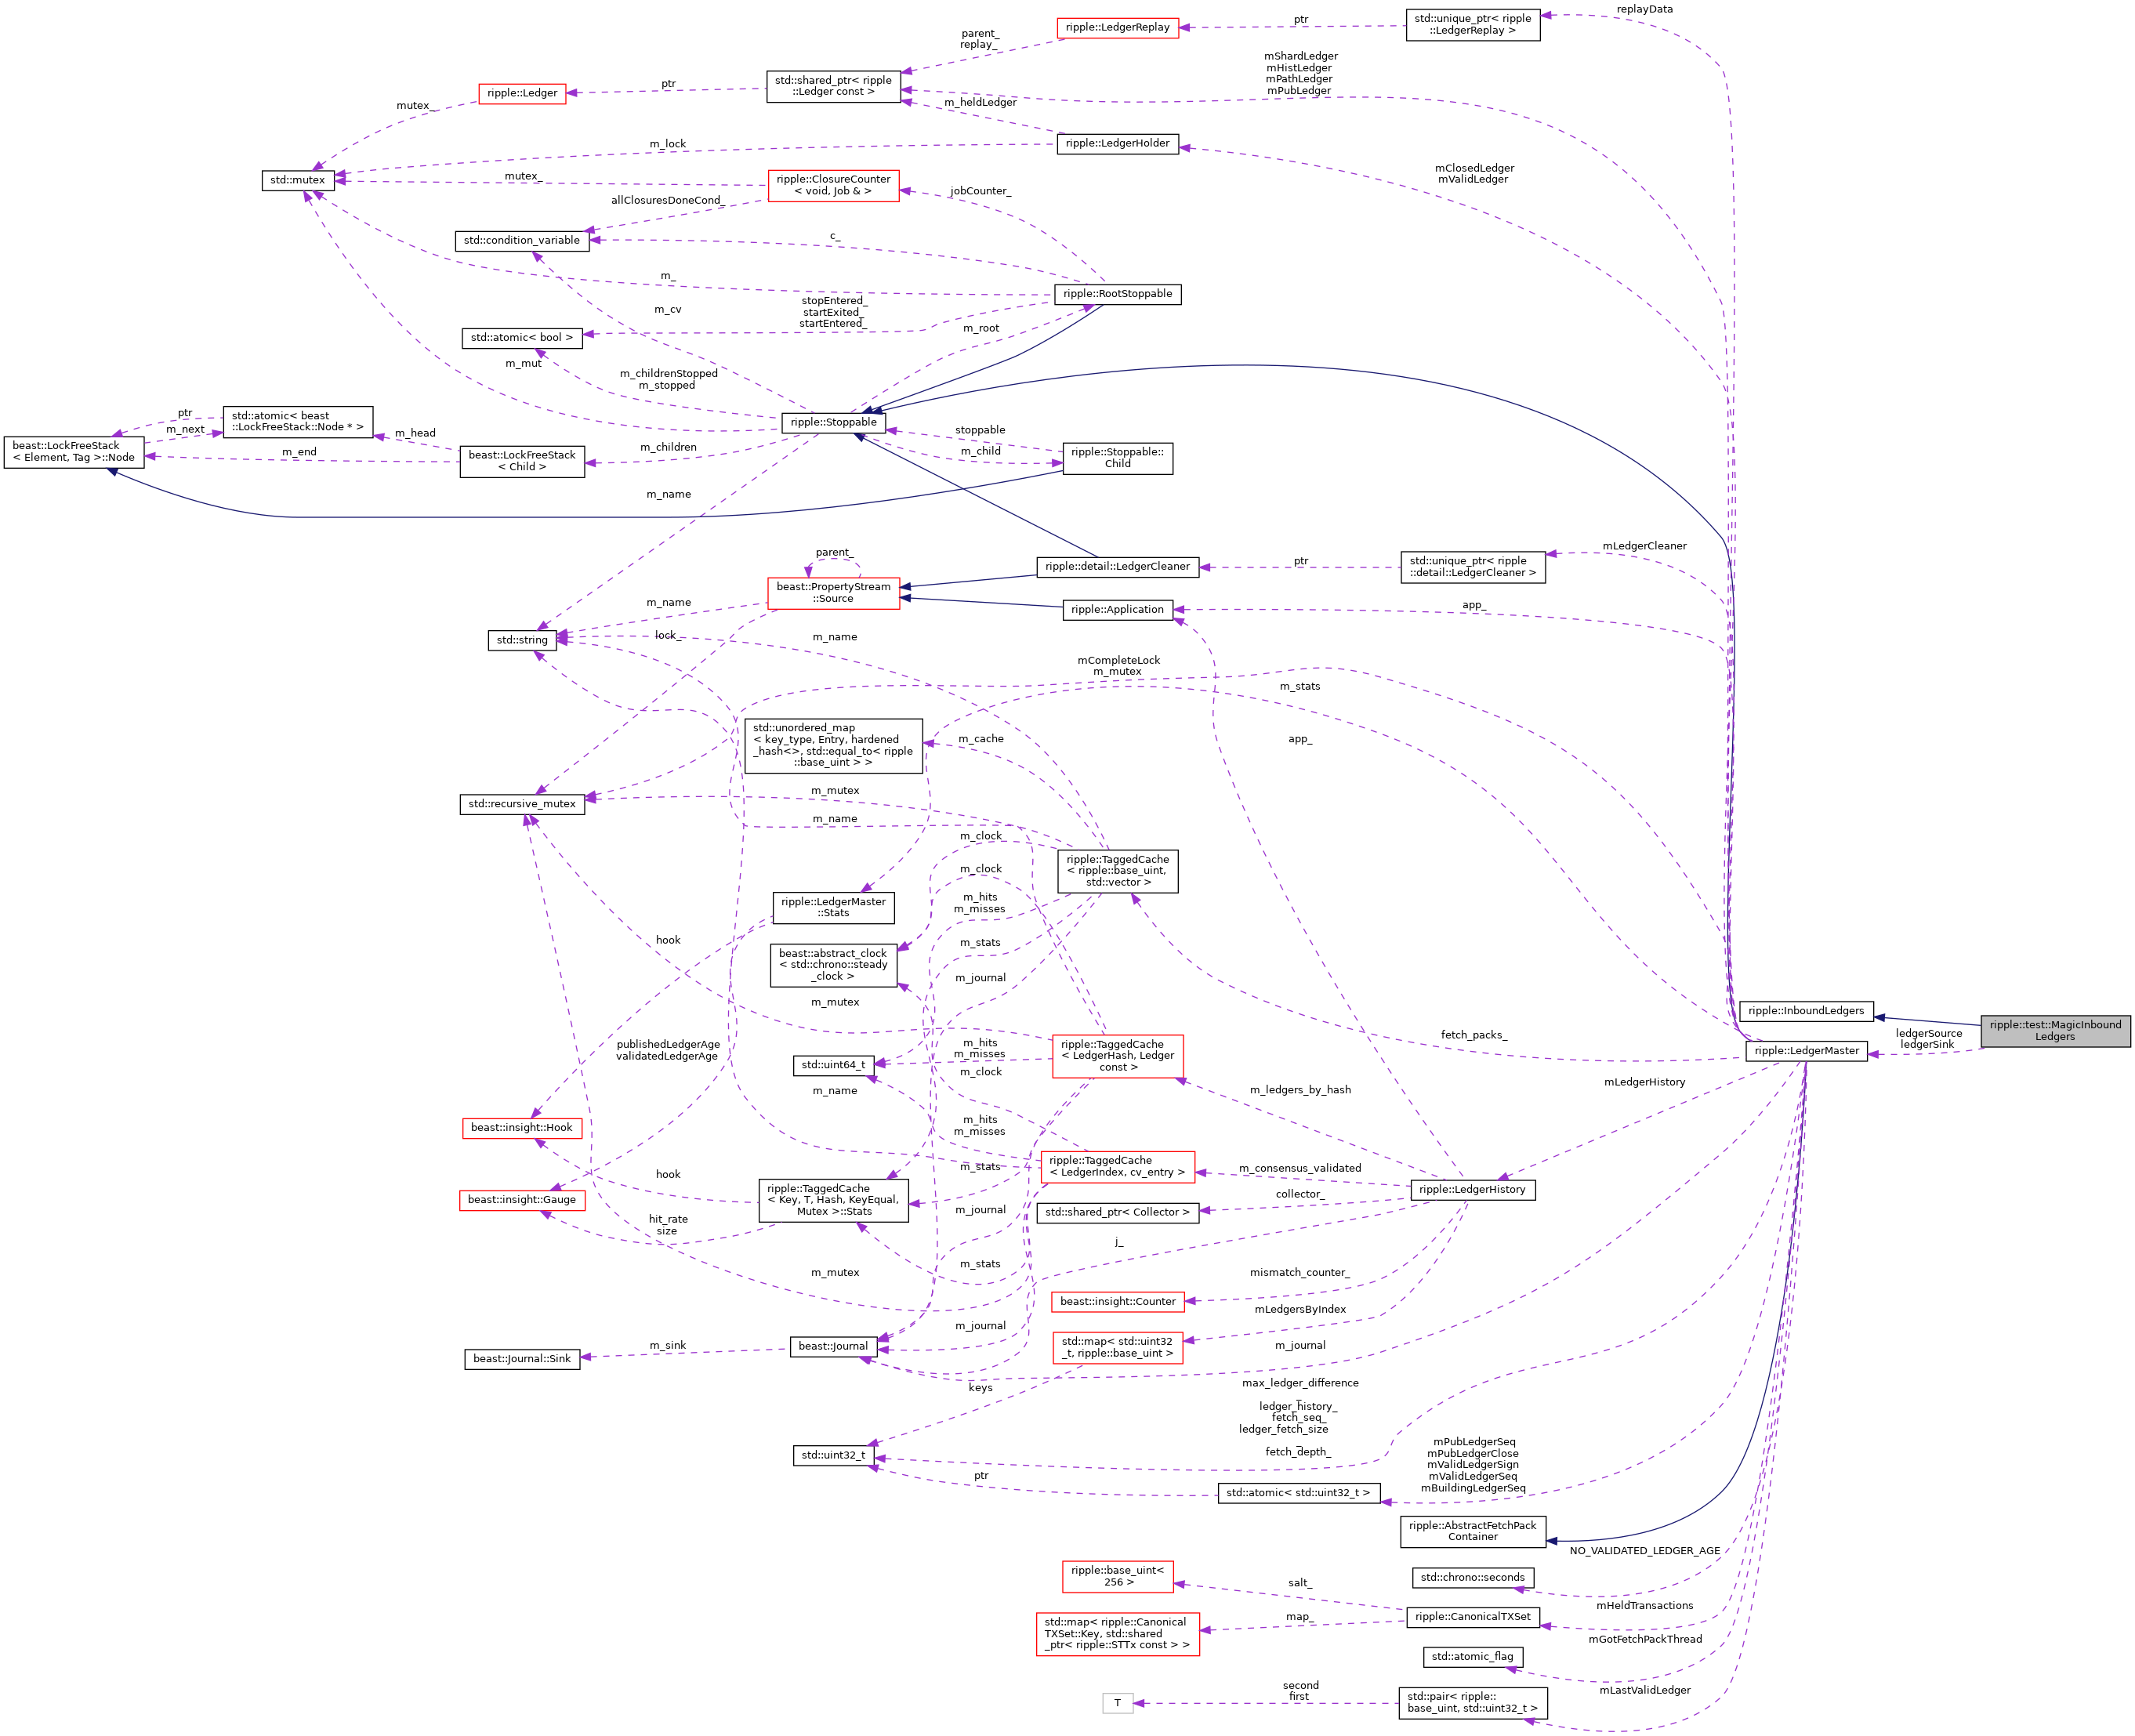 replayData
std::unique_ptr< ripple
::LedgerReplay >
ptr
ripple::LedgerReplay
parent_
replay_
mShardLedger
mHistLedger
mPathLedger
mPubLedger
std::shared_ptr< ripple
::Ledger const >
ptr
ripple::Ledger
mutex_
m_heldLedger
ripple::LedgerHolder
m_lock
mClosedLedger
mValidLedger
std::mutex
mutex_
ripple::ClosureCounter
< void, Job & >
jobCounter_
allClosuresDoneCond_
std::condition_variable
c_
m_
ripple::RootStoppable
m_cv
stopEntered_
startExited_
startEntered_
m_root
std::atomic< bool >
m_mut
m_childrenStopped
m_stopped
ripple::Stoppable
ptr
std::atomic< beast
::LockFreeStack::Node * >
m_next
m_head
beast::LockFreeStack
< Element, Tag >::Node
m_end
beast::LockFreeStack
< Child >
m_children
stoppable
m_child
ripple::Stoppable::
Child
m_name
mLedgerCleaner
parent_
ripple::detail::LedgerCleaner
ptr
std::unique_ptr< ripple
::detail::LedgerCleaner >
beast::PropertyStream
::Source
m_name
ripple::Application
app_
std::string
lock_
m_name
mCompleteLock
m_mutex
m_stats
std::unordered_map
< key_type, Entry, hardened
_hash<>, std::equal_to< ripple
::base_uint > >
m_cache
app_
std::recursive_mutex
m_mutex
m_name
m_clock
ripple::TaggedCache
< ripple::base_uint,
std::vector >
m_clock
ripple::LedgerMaster
::Stats
m_hits
m_misses
hook
m_stats
beast::abstract_clock
< std::chrono::steady
_clock >
m_journal
m_mutex
ripple::InboundLedgers
ripple::test::MagicInbound
Ledgers
ledgerSource
ledgerSink
ripple::LedgerMaster
fetch_packs_
publishedLedgerAge
validatedLedgerAge
m_hits
m_misses
ripple::TaggedCache
< LedgerHash, Ledger
const >
std::uint64_t
m_clock
m_name
m_ledgers_by_hash
mLedgerHistory
beast::insight::Hook
m_hits
m_misses
hook
m_stats
ripple::TaggedCache
< LedgerIndex, cv_entry >
m_consensus_validated
beast::insight::Gauge
ripple::TaggedCache
< Key, T, Hash, KeyEqual,
Mutex >::Stats
ripple::LedgerHistory
collector_
std::shared_ptr< Collector >
m_journal
hit_rate
size
j_
m_stats
m_mutex
mismatch_counter_
beast::insight::Counter
mLedgersByIndex
m_journal
std::map< std::uint32
_t, ripple::base_uint >
m_journal
beast::Journal
m_sink
beast::Journal::Sink
keys
max_ledger_difference
_
ledger_history_
fetch_seq_
ledger_fetch_size
_
fetch_depth_
std::uint32_t
mPubLedgerSeq
mPubLedgerClose
mValidLedgerSign
mValidLedgerSeq
mBuildingLedgerSeq
ptr
std::atomic< std::uint32_t >
ripple::AbstractFetchPack
Container
NO_VALIDATED_LEDGER_AGE
std::chrono::seconds
ripple::base_uint<
256 >
salt_
mHeldTransactions
ripple::CanonicalTXSet
map_
std::map< ripple::Canonical
TXSet::Key, std::shared
_ptr< ripple::STTx const > >
mGotFetchPackThread
std::atomic_flag
mLastValidLedger
second
first
T
std::pair< ripple::
base_uint, std::uint32_t >